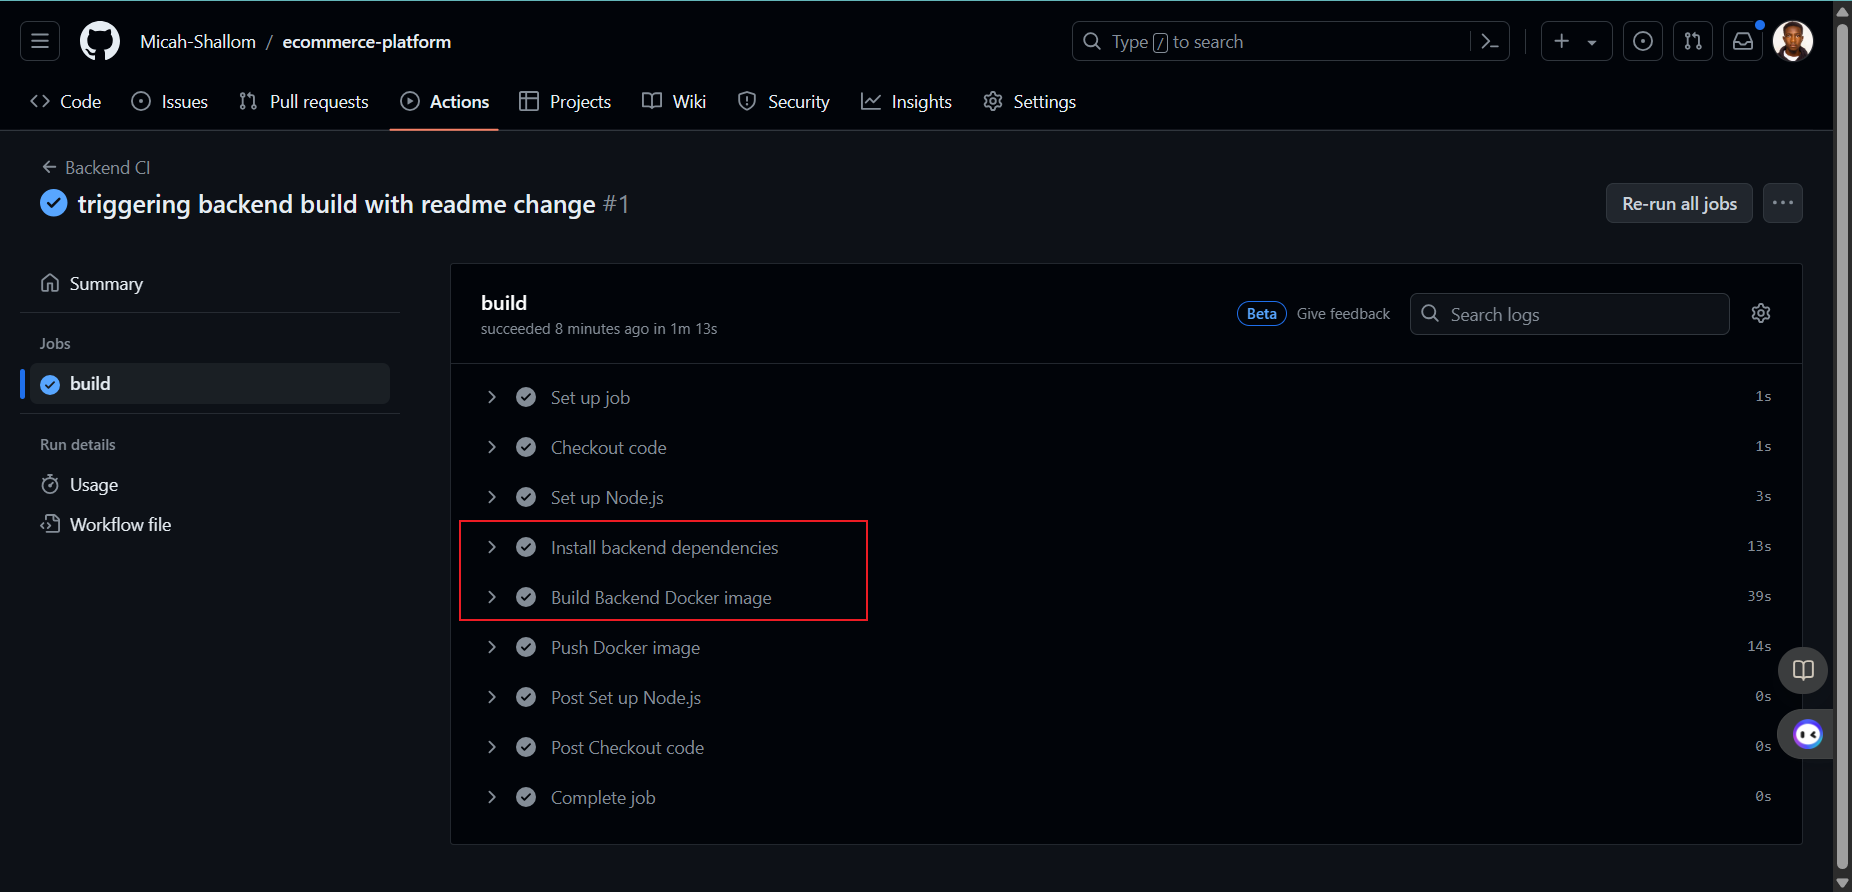 Micah-Shallom / ecommerce-platform
Type / to search
Code Issues Pull requests Actions Projects Wiki Security Insights Settings
Backend CI
triggering backend build with readme change #1
Re-run all jobs
Summary
Jobs
build
Run details
Usage
Workflow file
build
succeeded 8 minutes ago in 1m 13s
Beta Give feedback
Search logs
Set up job 1s
Checkout code 1s
Set up Node.js 3s
Install backend dependencies 13s
Build Backend Docker image 39s
Push Docker image 14s
Post Set up Node.js 0s
Post Checkout code 0s
Complete job 0s